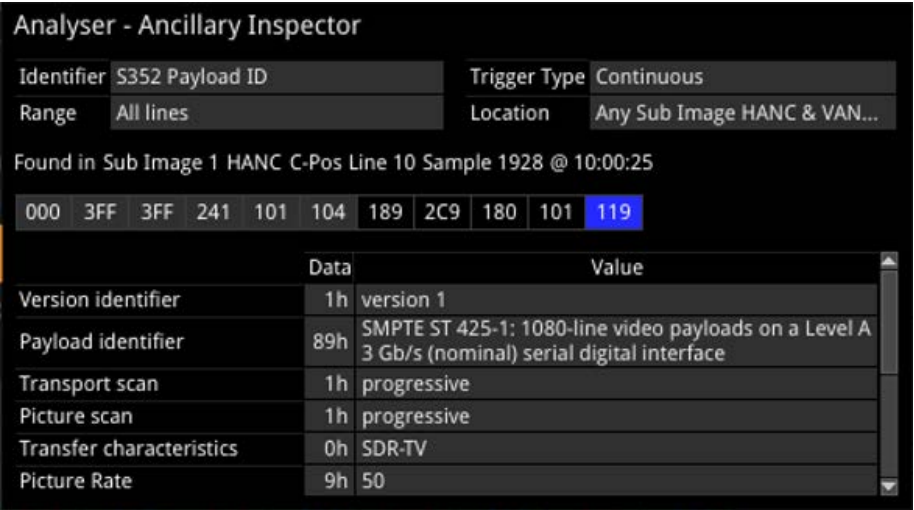 Analyser - Ancillary Inspector
Identifier S352 Payload ID Trigger Type Continuous
Range All lines Location Any Sub Image HANC & VAN...
Found in Sub Image 1 HANC C-Pos Line 10 Sample 1928 @ 10:00:25
000 3FF 3FF 241 101 104 189 2C9 180 101 119
Data Value
Version identifier 1h version 1
Payload identifier 89h SMPTE ST 425-1: 1080-line video payloads on a Level A
3 Gb/s (nominal) serial digital interface
Transport scan 1h progressive
Picture scan 1h progressive
Transfer characteristics 0h SDR-TV
Picture Rate 9h 50